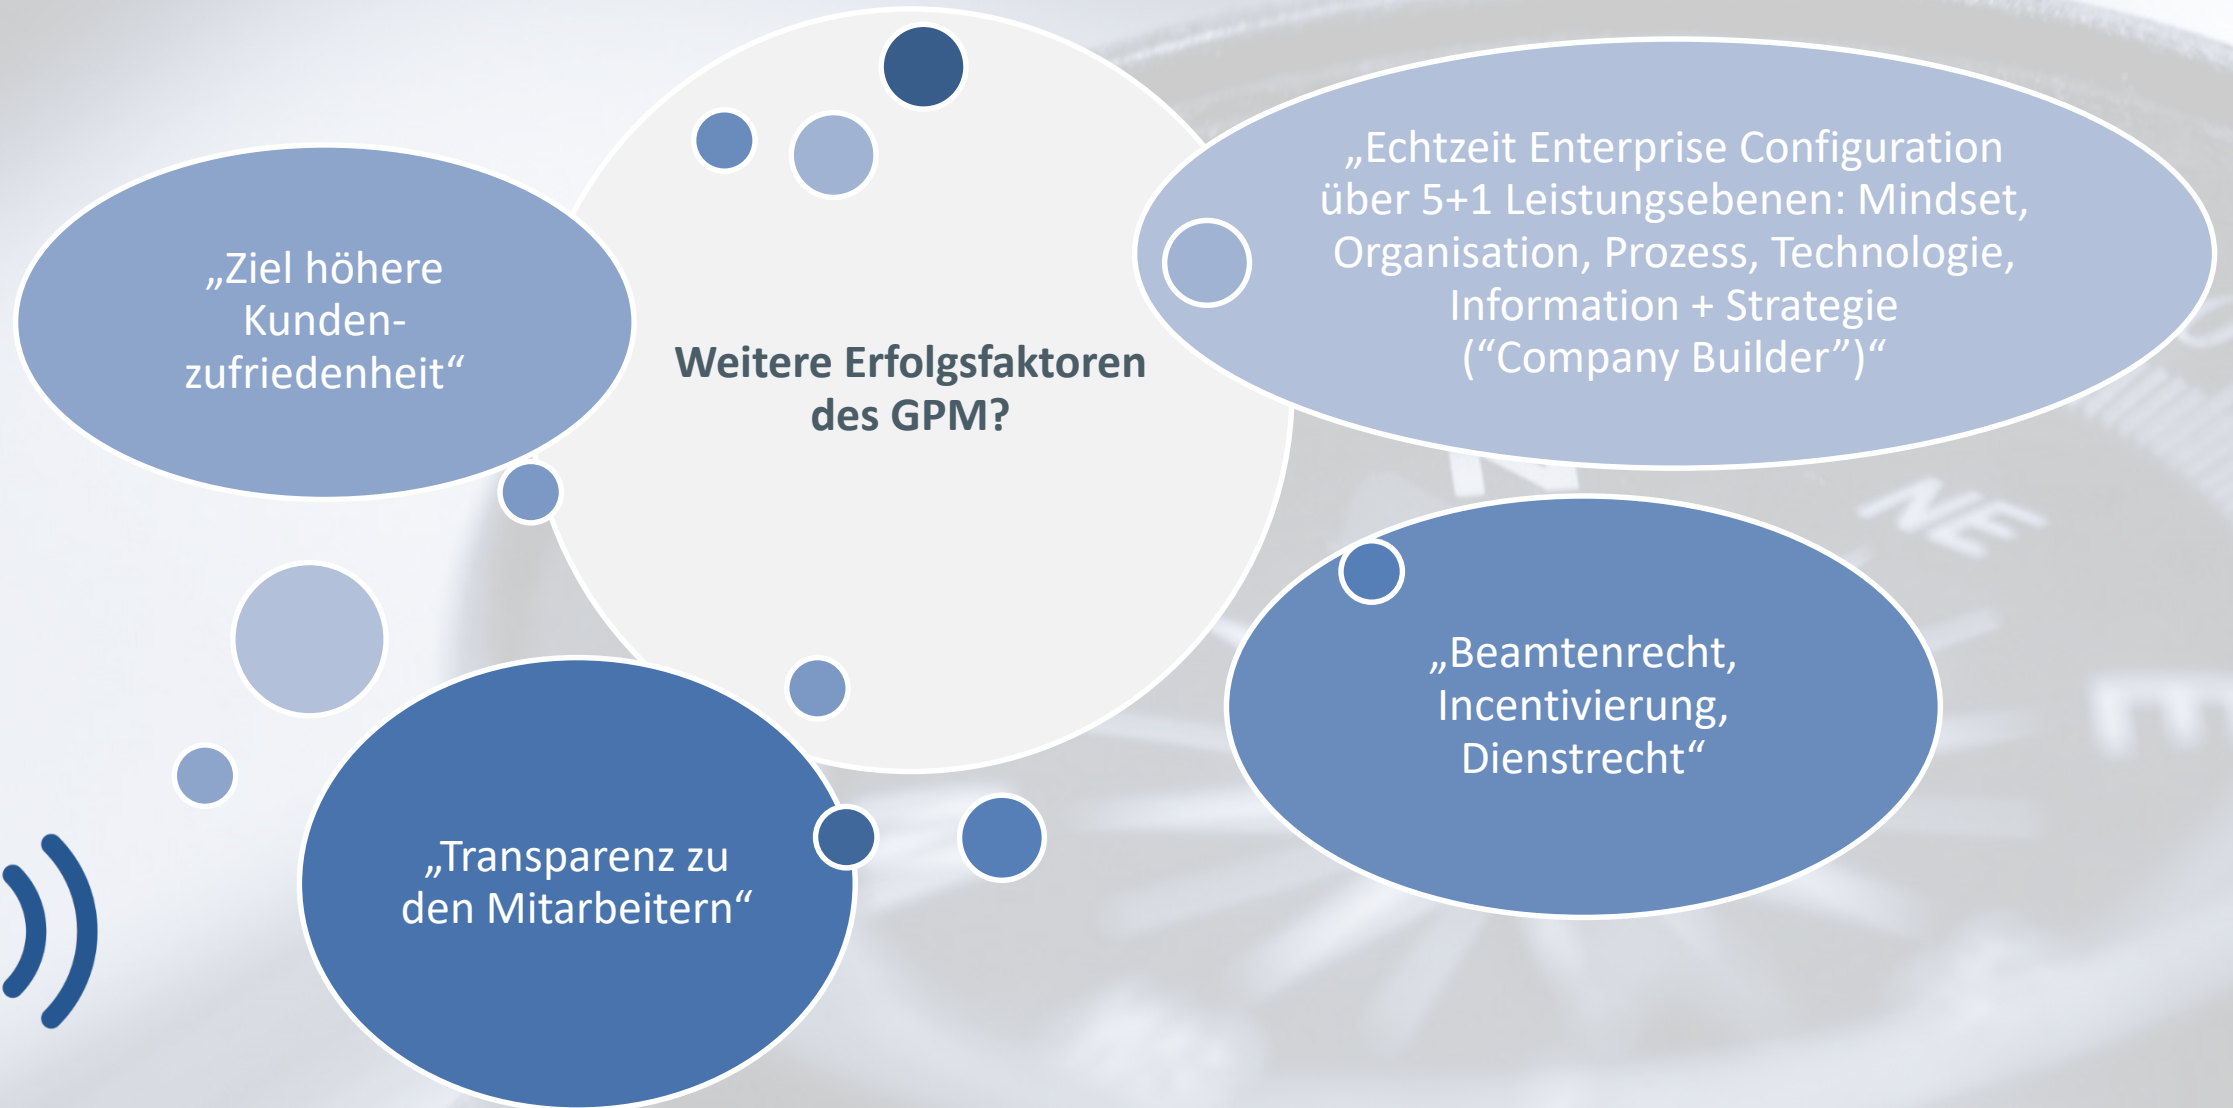 „Ziel höhere
Kunden-
zufriedenheit“
Weitere Erfolgsfaktoren
des GPM?
„Echtzeit Enterprise Configuration
über 5+1 Leistungsebenen: Mindset,
Organisation, Prozess, Technologie,
Information + Strategie
(“Company Builder”)“
„Beamtenrecht,
Incentivierung,
Dienstrecht“
„Transparenz zu
den Mitarbeitern“
N
NE
E